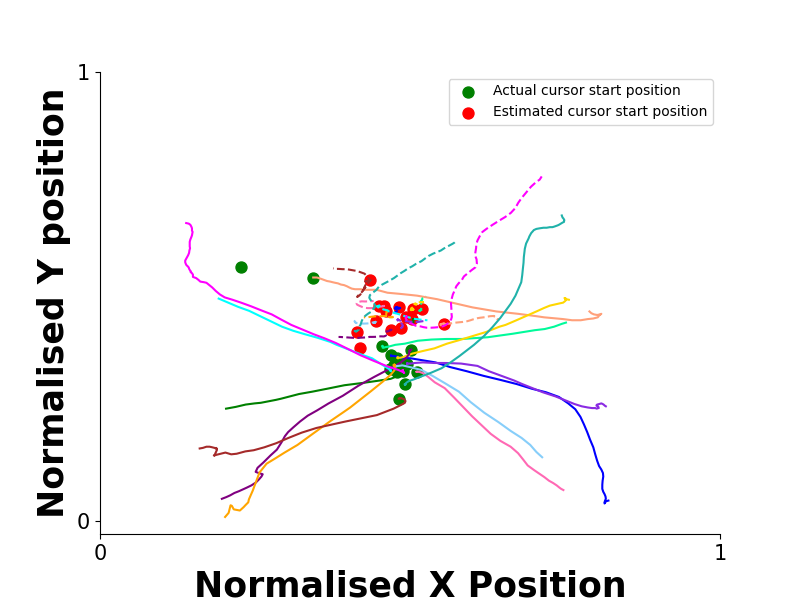 Normalised Y position
1
0
Actual cursor start position
Estimated cursor start position
0
1
Normalised X Position